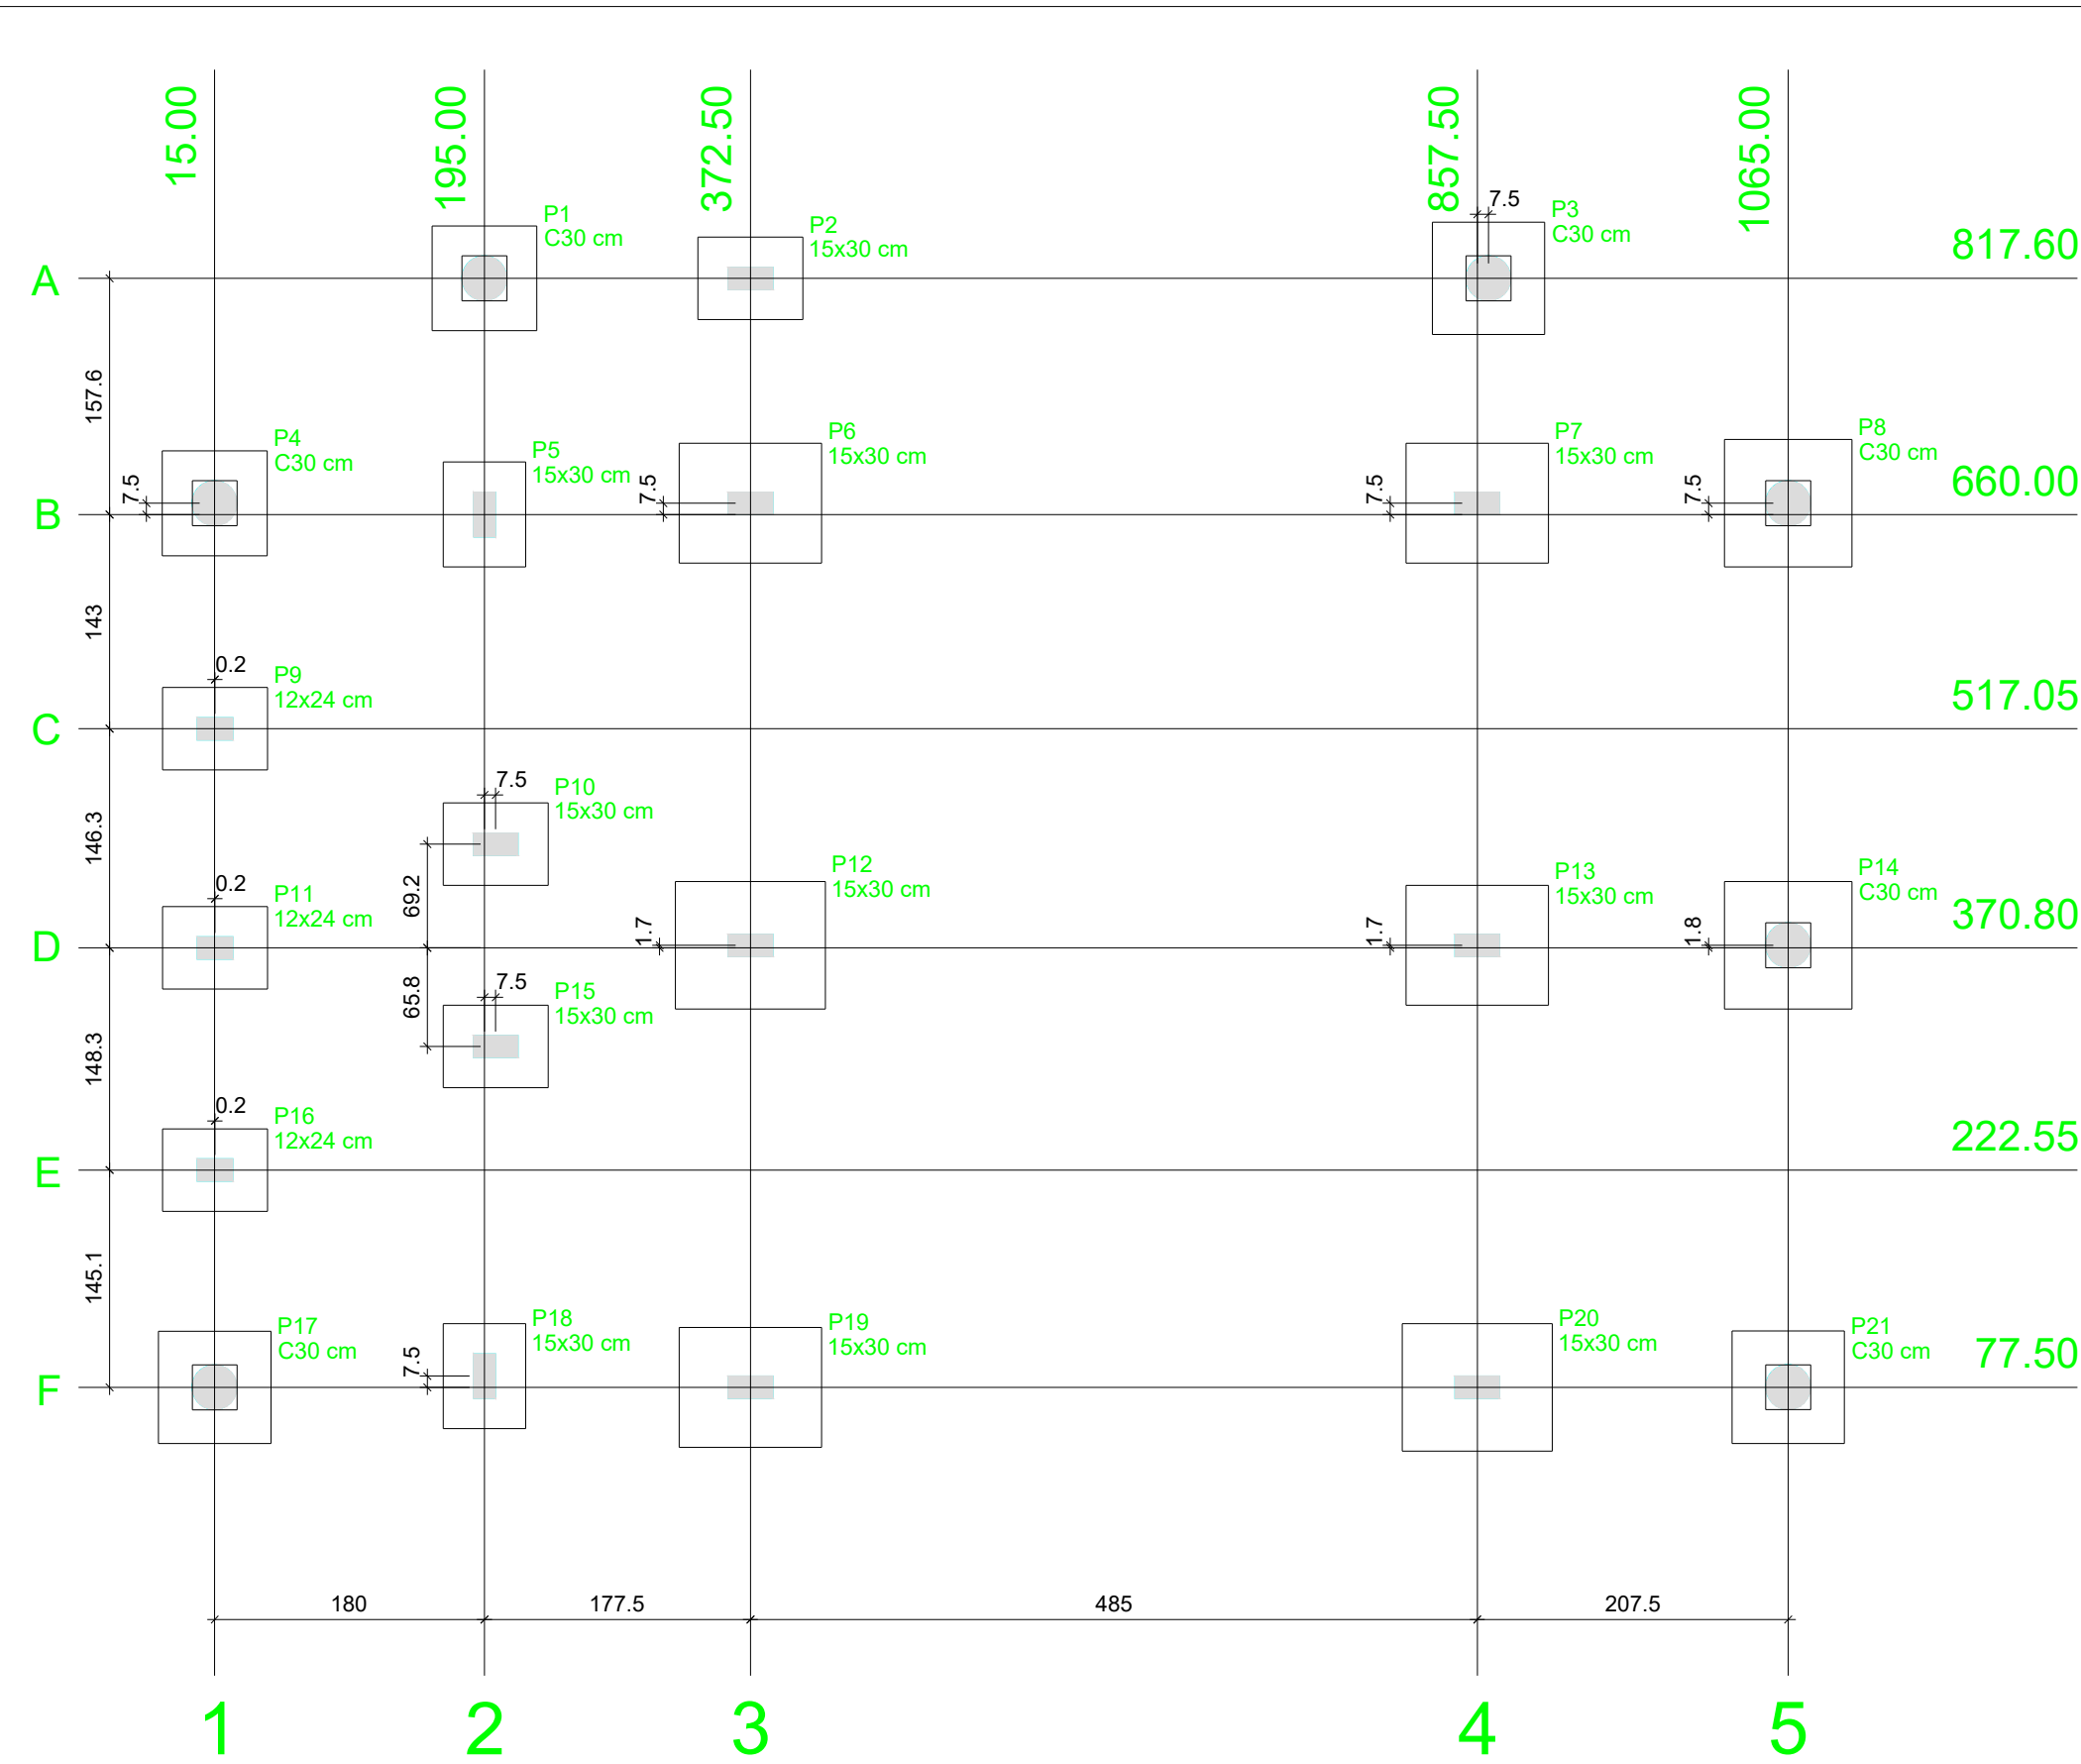 15.00
195.00
372.50
857.50
1065.00
7.5
P1
C30 cm
P2
15x30 cm
P3
C30 cm
817.60
A
157.6
P4
C30 cm
P5
15x30 cm
P6
15x30 cm
P7
15x30 cm
P8
C30 cm
7.5
7.5
7.5
7.5
660.00
B
143
0.2
P9
12x24 cm
517.05
C
7.5
P10
15x30 cm
146.3
69.2
0.2
P11
12x24 cm
P12
15x30 cm
P13
15x30 cm
P14
C30 cm
1.7
1.7
1.8
370.80
D
65.8
7.5
P15
15x30 cm
148.3
0.2
P16
12x24 cm
222.55
E
145.1
P17
C30 cm
P18
15x30 cm
7.5
P19
15x30 cm
P20
15x30 cm
P21
C30 cm
77.50
F
180
177.5
485
207.5
1
2
3
4
5